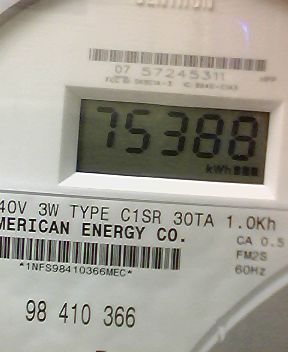 07 57245311
75388
kWh
40V 3W TYPE C1SR 30TA 1.0Kh
MERICAN ENERGY CO.
CA 0.5
*1NFS98410366MEC*
FM2S
60Hz
98 410 366